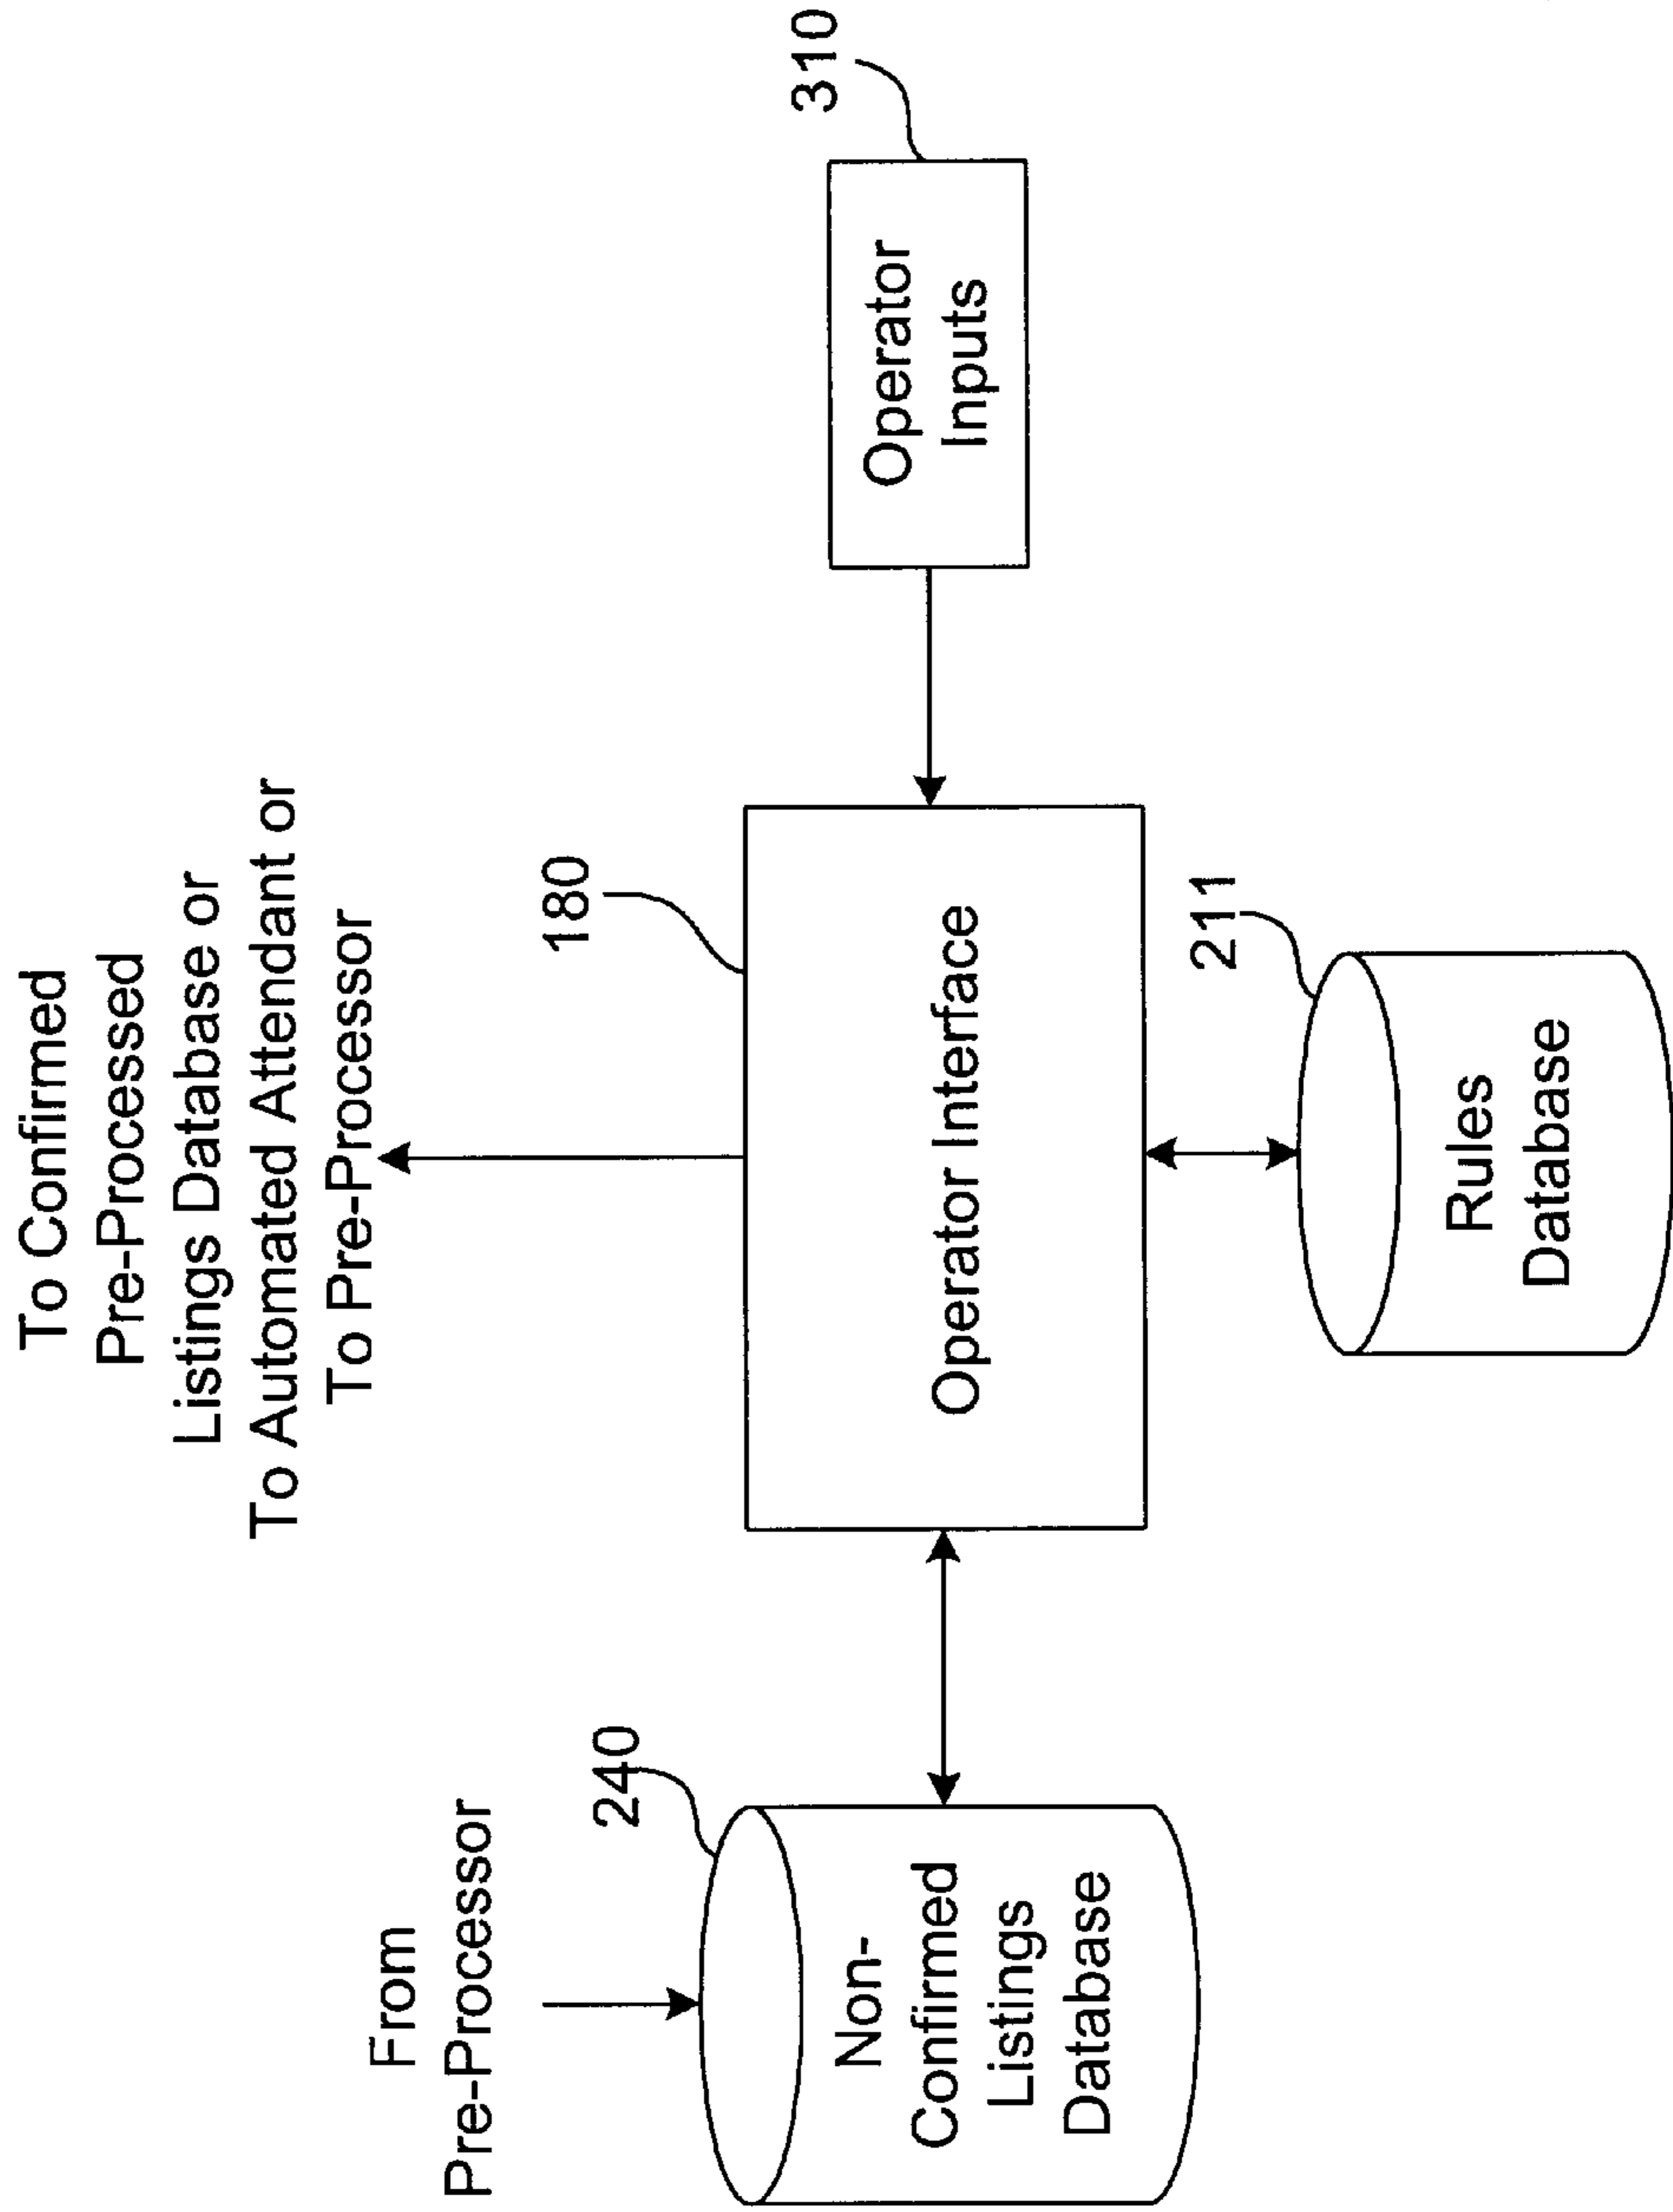 To Confirmed
Pre-Processed
Listings Database or
To Automated Attendant or
To Pre-Processor
From
Pre-Processor
240
180
310
Non-
Confirmed
Listings
Database
Operator Interface
Operator
Inputs
211
Rules
Database